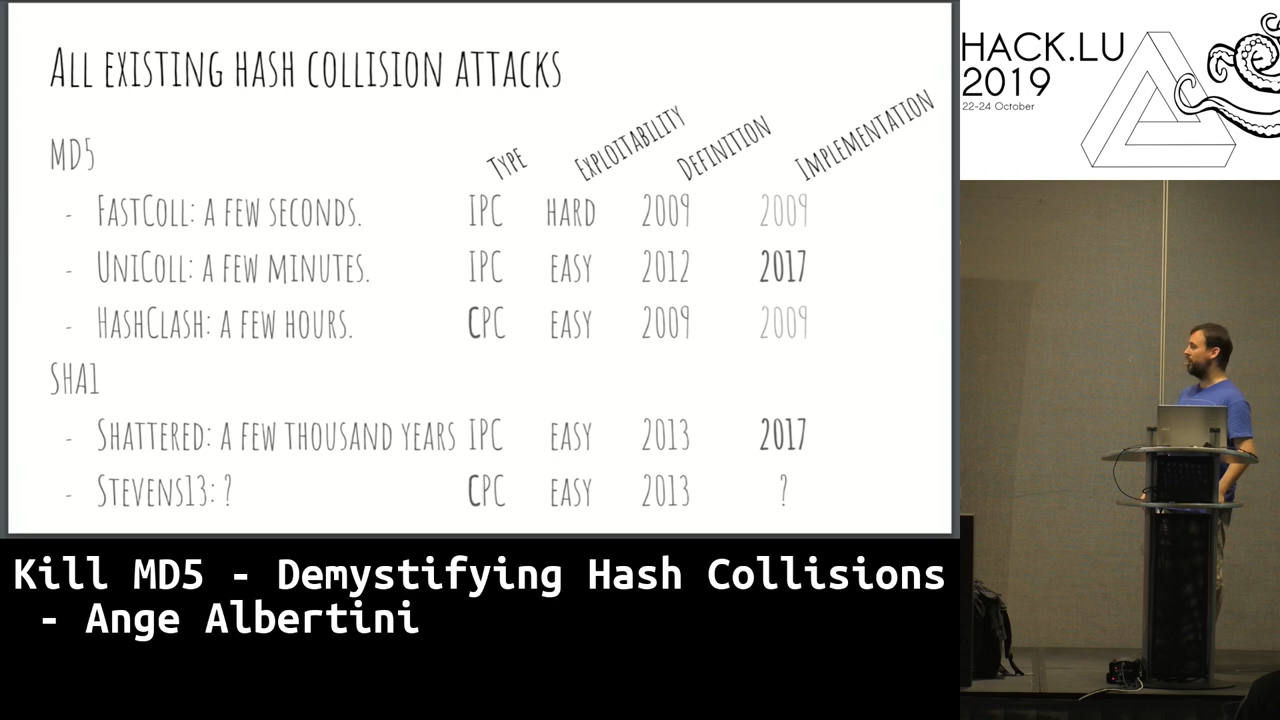 All existing hash collision attacks
Type Exploitability Definition Implementation
MD5
- FastColl: a few seconds. IPC Hard 2009 2009
- UniColl: a few minutes. IPC easy 2012 2017
- HashClash: a few hours. CPC easy 2009 2009
SHA1
- Shattered: a few thousand years IPC easy 2013 2017
- Stevens13: ? CPC easy 2013 ?
HACK.LU
2019
22-24 October
Kill MD5 - Demystifying Hash Collisions
- Ange Albertini